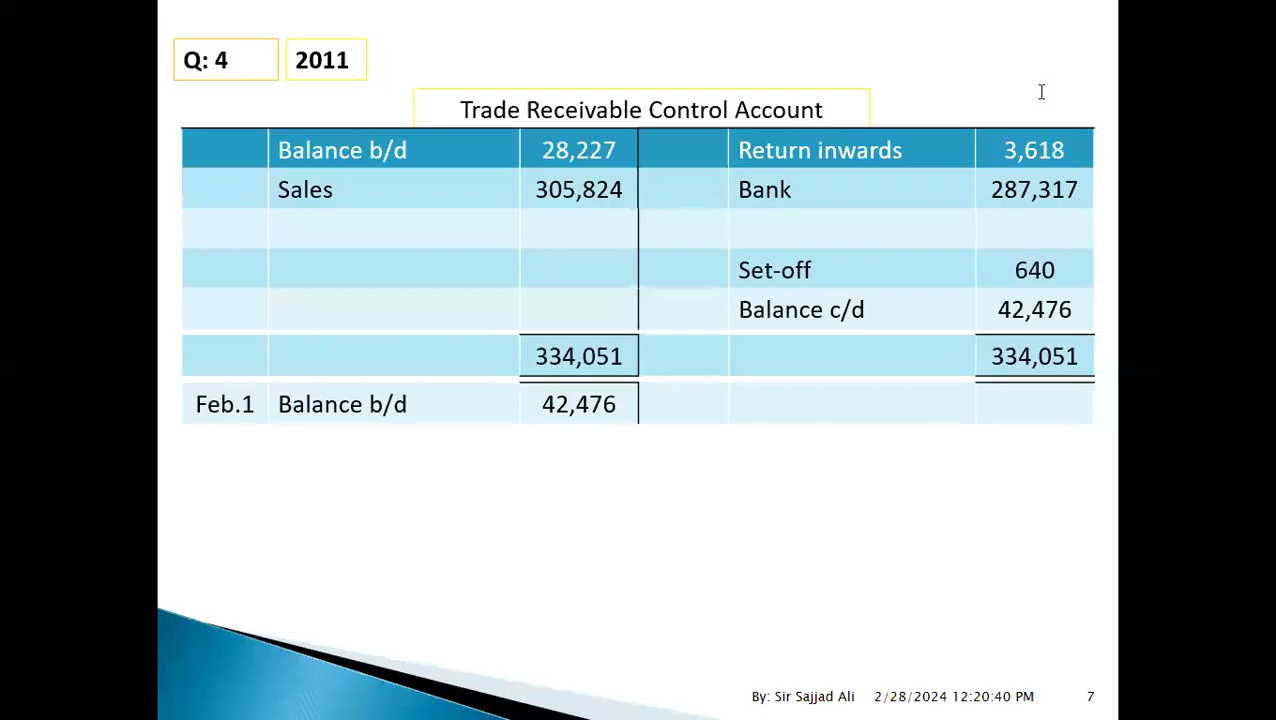 Q: 4 2011
Trade Receivable Control Account
Balance b/d 28,227 Return inwards 3,618
Sales 305,824 Bank 287,317
Set-off 640
Balance c/d 42,476
334,051 334,051
Feb.1 Balance b/d 42,476
By: Sir Sajjad Ali 2/28/2024 12:20:40 PM 7